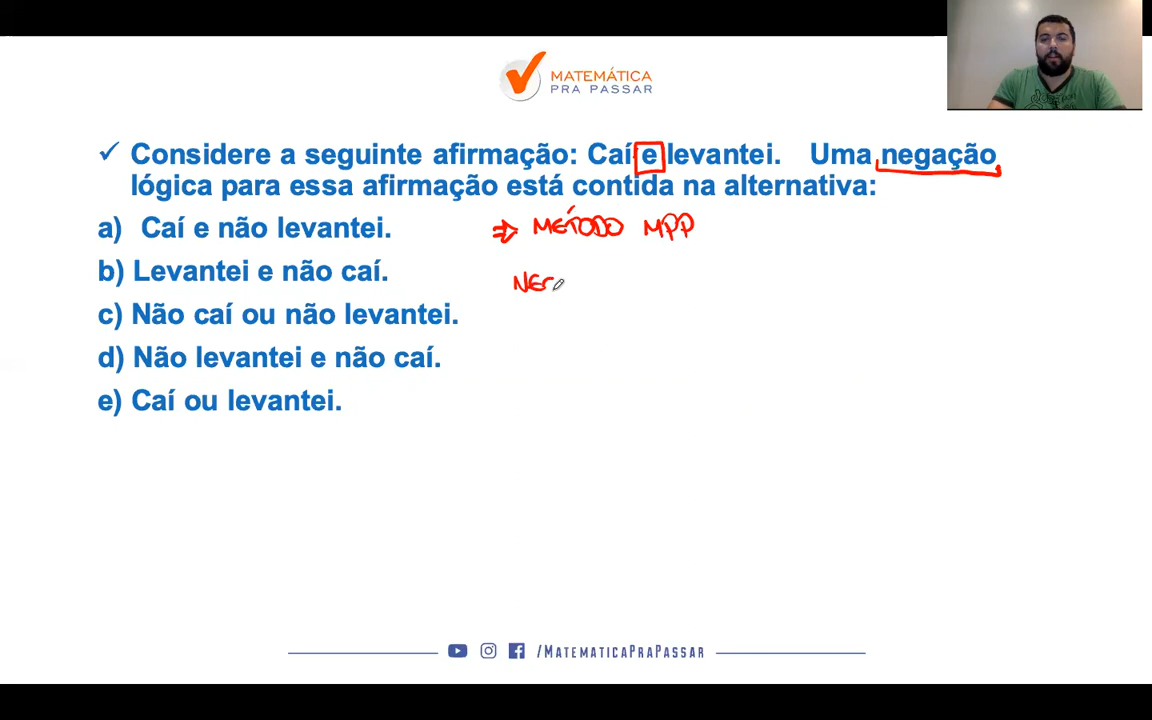 MATEMÁTICA
PRA PASSAR
✓ Considere a seguinte afirmação: Caí e levantei. Uma negação
lógica para essa afirmação está contida na alternativa:
a) Caí e não levantei.
⇒ MÉTODO MPP
b) Levantei e não caí.
NEG
c) Não caí ou não levantei.
d) Não levantei e não caí.
e) Caí ou levantei.
/MATEMATICAPRAPASSAR